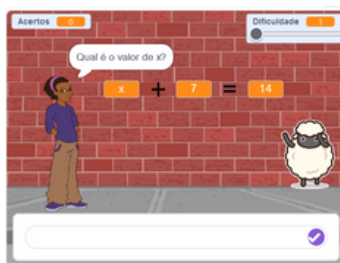 Acertos 0
Dificuldade 1
Qual é o valor de x?
x + 7 = 14